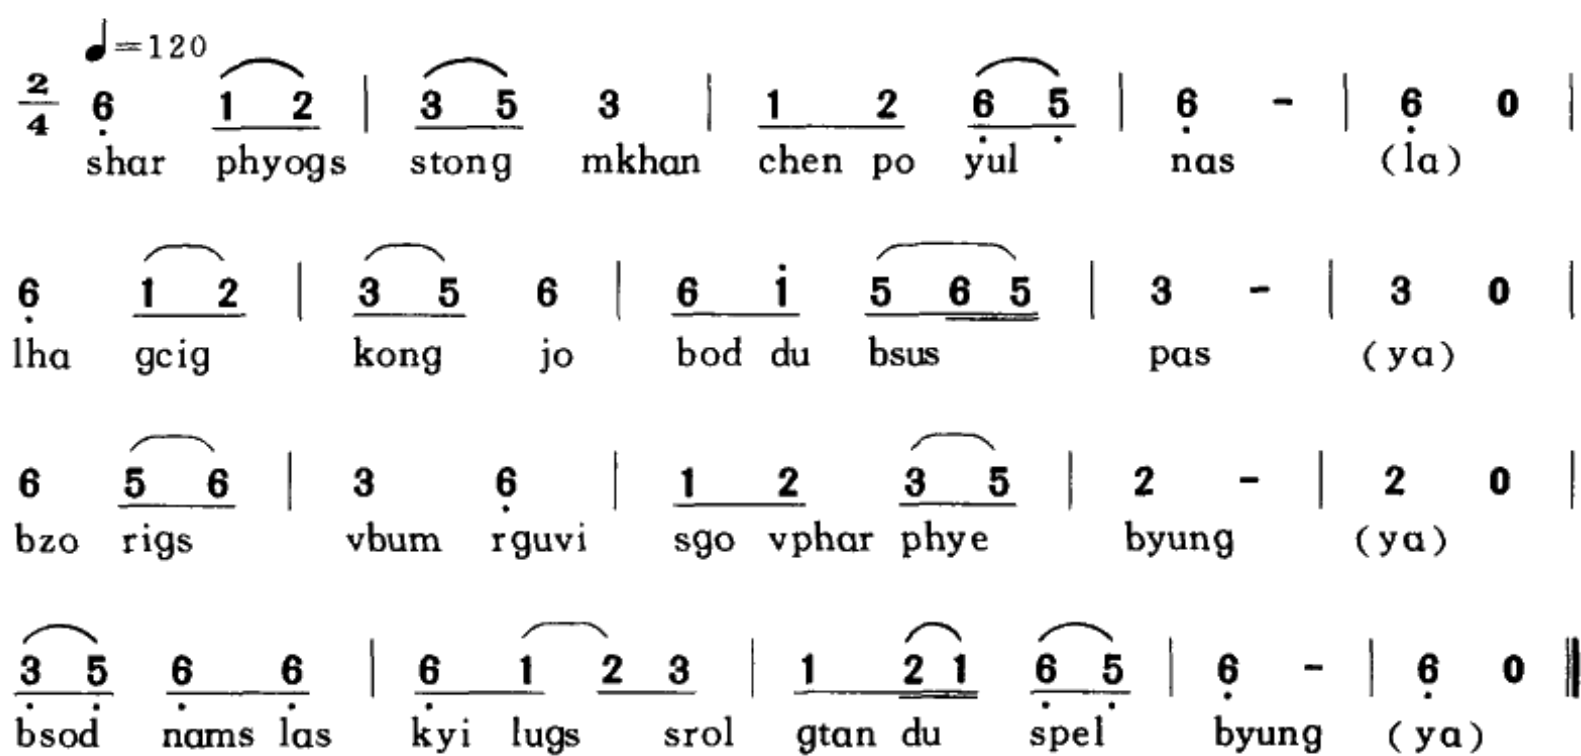 ♩=120
2/4 6̣ 1 2 | 3 5 3 | 1 2 6̣ 5̣ | 6̣ - | 6̣ 0 |
shar phyogs stong mkhan chen po yul nas (la)
6̣ 1 2 | 3 5 6 | 6 1̇ 5 6 5 | 3 - | 3 0 |
lha gcig kong jo bod du bsus pas (ya)
6 5 6 | 3 6̣ | 1 2 3 5 | 2 - | 2 0 |
bzo rigs vbum rguvi sgo vphar phye byung (ya)
3̣ 5̣ 6̣ 6̣ | 6̣ 1 2 3 | 1 2 1 6̣ 5̣ | 6̣ - | 6̣ 0 ‖
bsod nams las kyi lugs srol gtan du spel byung (ya)